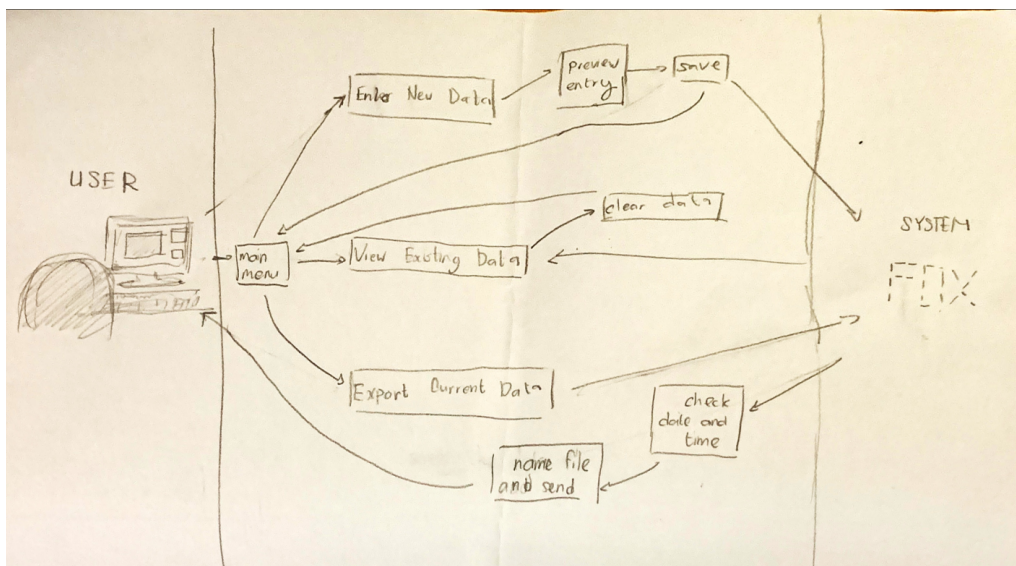 Enter New Data
preview
entry
save
USER
clear data
SYSTEM
main
menu
View Existing Data
Export Current Data
check
date and
time
name file
and send